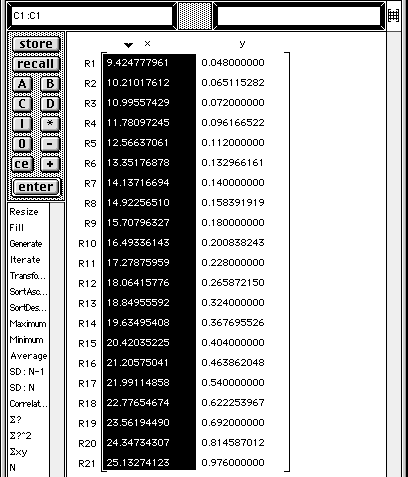 C1 :C1
store
recall
A B
C D
I *
0 -
ce +
enter
Resize
Fill
Generate
Iterate
Transfo...
SortAsc...
SortDes...
Maximum
Minimum
Average
SD: N-1
SD: N
Correlat...
Σ?
Σ?^2
Σxy
N
x y
R1 9.424777961 0.048000000
R2 10.21017612 0.065115282
R3 10.99557429 0.072000000
R4 11.78097245 0.096166522
R5 12.56637061 0.112000000
R6 13.35176878 0.132966161
R7 14.13716694 0.140000000
R8 14.92256510 0.158391919
R9 15.70796327 0.180000000
R10 16.49336143 0.200838243
R11 17.27875959 0.228000000
R12 18.06415776 0.265872150
R13 18.84955592 0.324000000
R14 19.63495408 0.367695526
R15 20.42035225 0.404000000
R16 21.20575041 0.463862048
R17 21.99114858 0.540000000
R18 22.77654674 0.622253967
R19 23.56194490 0.692000000
R20 24.34734307 0.814587012
R21 25.13274123 0.976000000